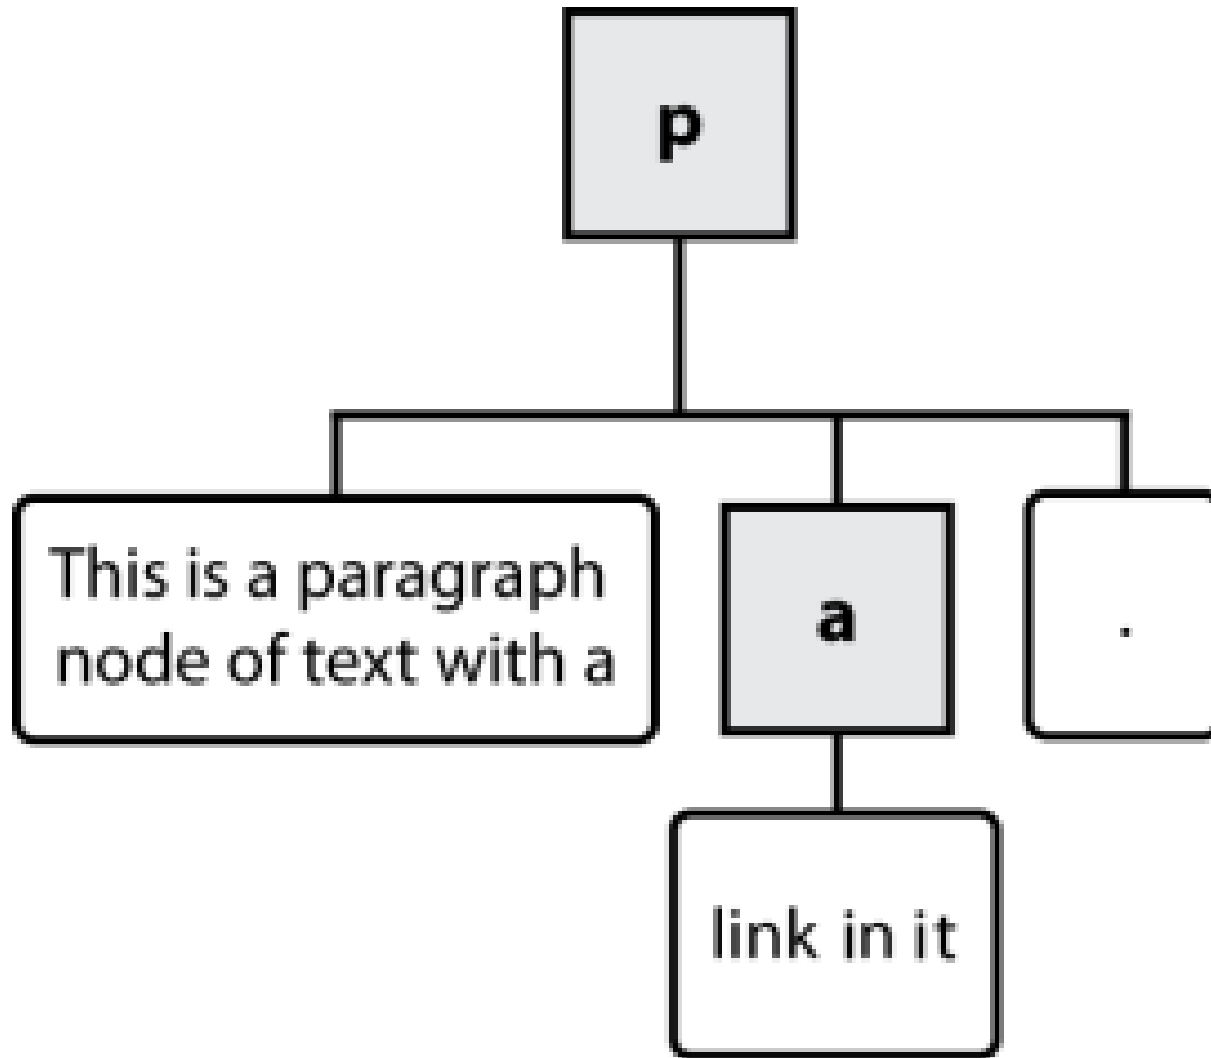 p
This is a paragraph
node of text with a
a
.
link in it